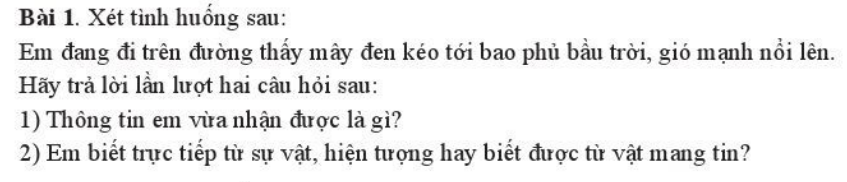 Bài 1. Xét tình huống sau:
Em đang đi trên đường thấy mây đen kéo tới bao phủ bầu trời, gió mạnh nổi lên.
Hãy trả lời lần lượt hai câu hỏi sau:
1) Thông tin em vừa nhận được là gì?
2) Em biết trực tiếp từ sự vật, hiện tượng hay biết được từ vật mang tin?